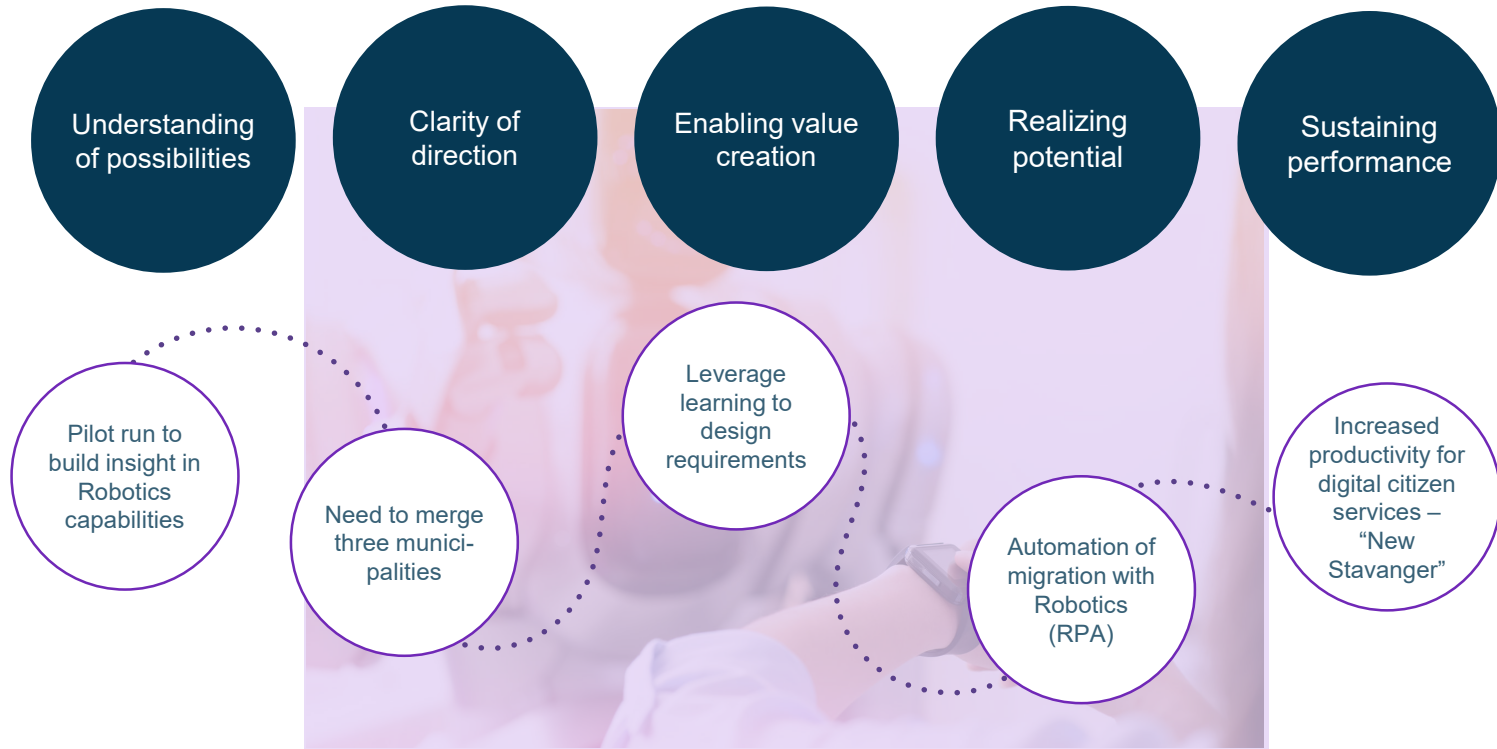 Understanding
of possibilities
Clarity of
direction
Enabling value
creation
Realizing
potential
Sustaining
performance
Pilot run to
build insight in
Robotics
capabilities
Need to merge
three munici-
palities
Leverage
learning to
design
requirements
Automation of
migration with
Robotics
(RPA)
Increased
productivity for
digital citizen
services –
“New
Stavanger”